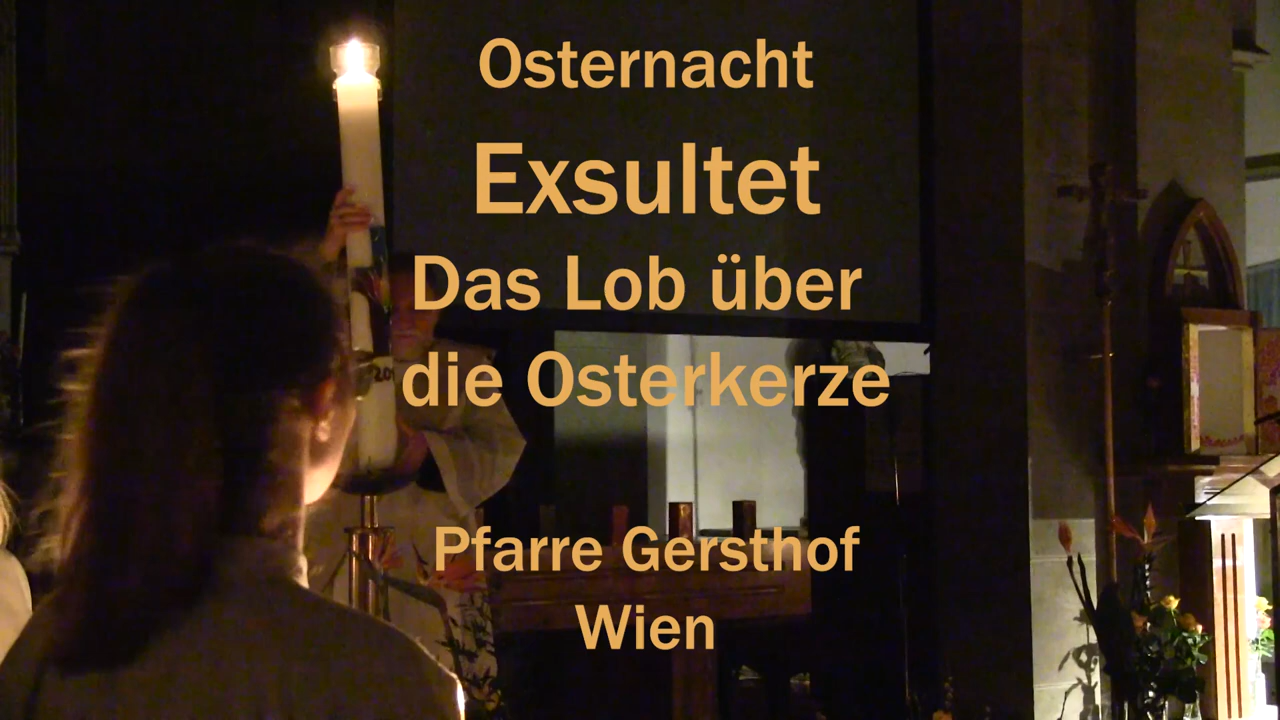 Osternacht
Exsultet
Das Lob über
die Osterkerze
Pfarre Gersthof
Wien